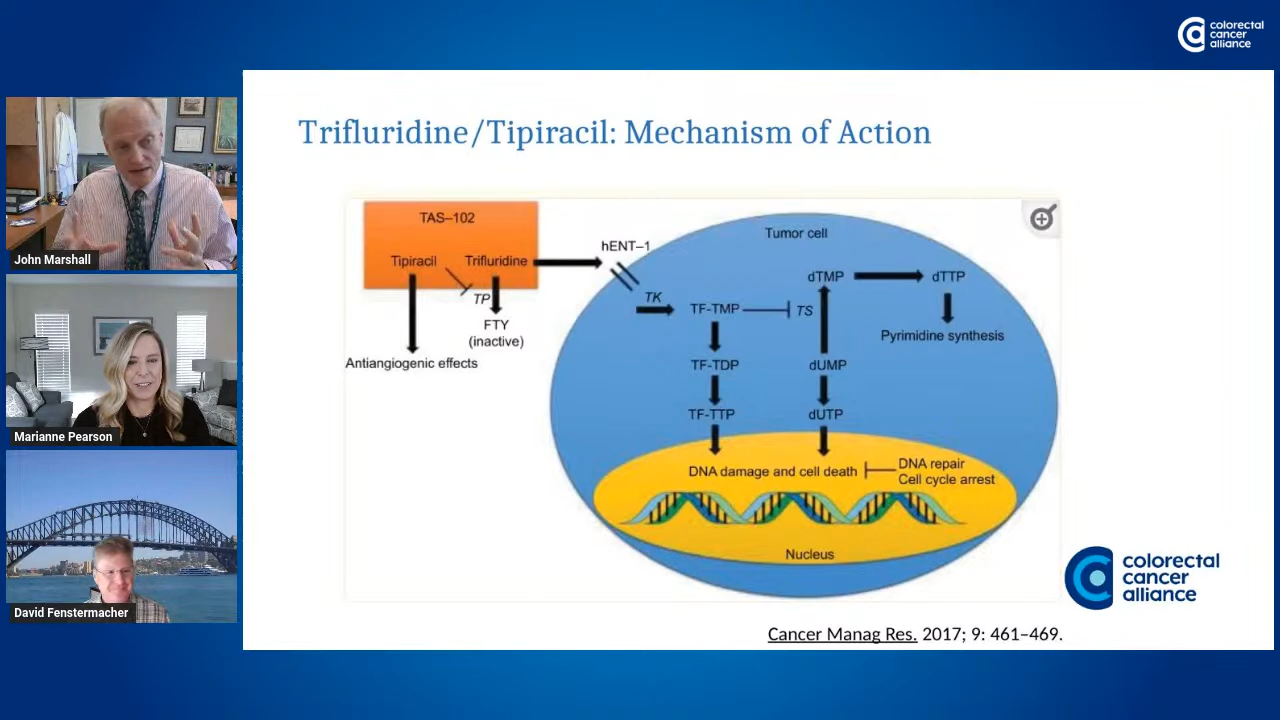 colorectal
cancer
alliance
John Marshall
Marianne Pearson
David Fenstermacher
Trifluridine/Tipiracil: Mechanism of Action
TAS–102
Tipiracil
Trifluridine
TP
FTY
(inactive)
Antiangiogenic effects
hENT–1
Tumor cell
TK
TF-TMP
TS
dTMP
dTTP
Pyrimidine synthesis
TF-TDP
dUMP
TF-TTP
dUTP
DNA damage and cell death
DNA repair
Cell cycle arrest
Nucleus
colorectal
cancer
alliance
Cancer Manag Res. 2017; 9: 461–469.